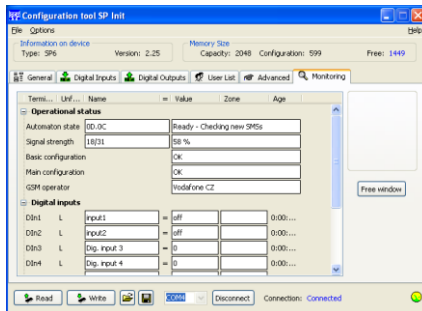 Configuration tool SP Init
File Options Help
Information on device
Type: SP6 Version: 2.25
Memory Size
Capacity: 2048 Configuration: 599 Free: 1449
General Digital Inputs Digital Outputs User List Advanced Monitoring
Termi... Unf... Name = Value Zone Age
Operational status
Automaton state 0D.0C Ready - Checking new SMSs
Signal strength 18/31 58 %
Basic configuration OK
Main configuration OK
GSM operator Vodafone CZ
Free window
Digital inputs
DIn1 L input1 = off 0:00:...
DIn2 L input2 = off 0:00:...
DIn3 L Dig. input 3 = 0 0:00:...
DIn4 L Dig. input 4 = 0 0:00:...
Read Write COM4 Disconnect Connection: Connected